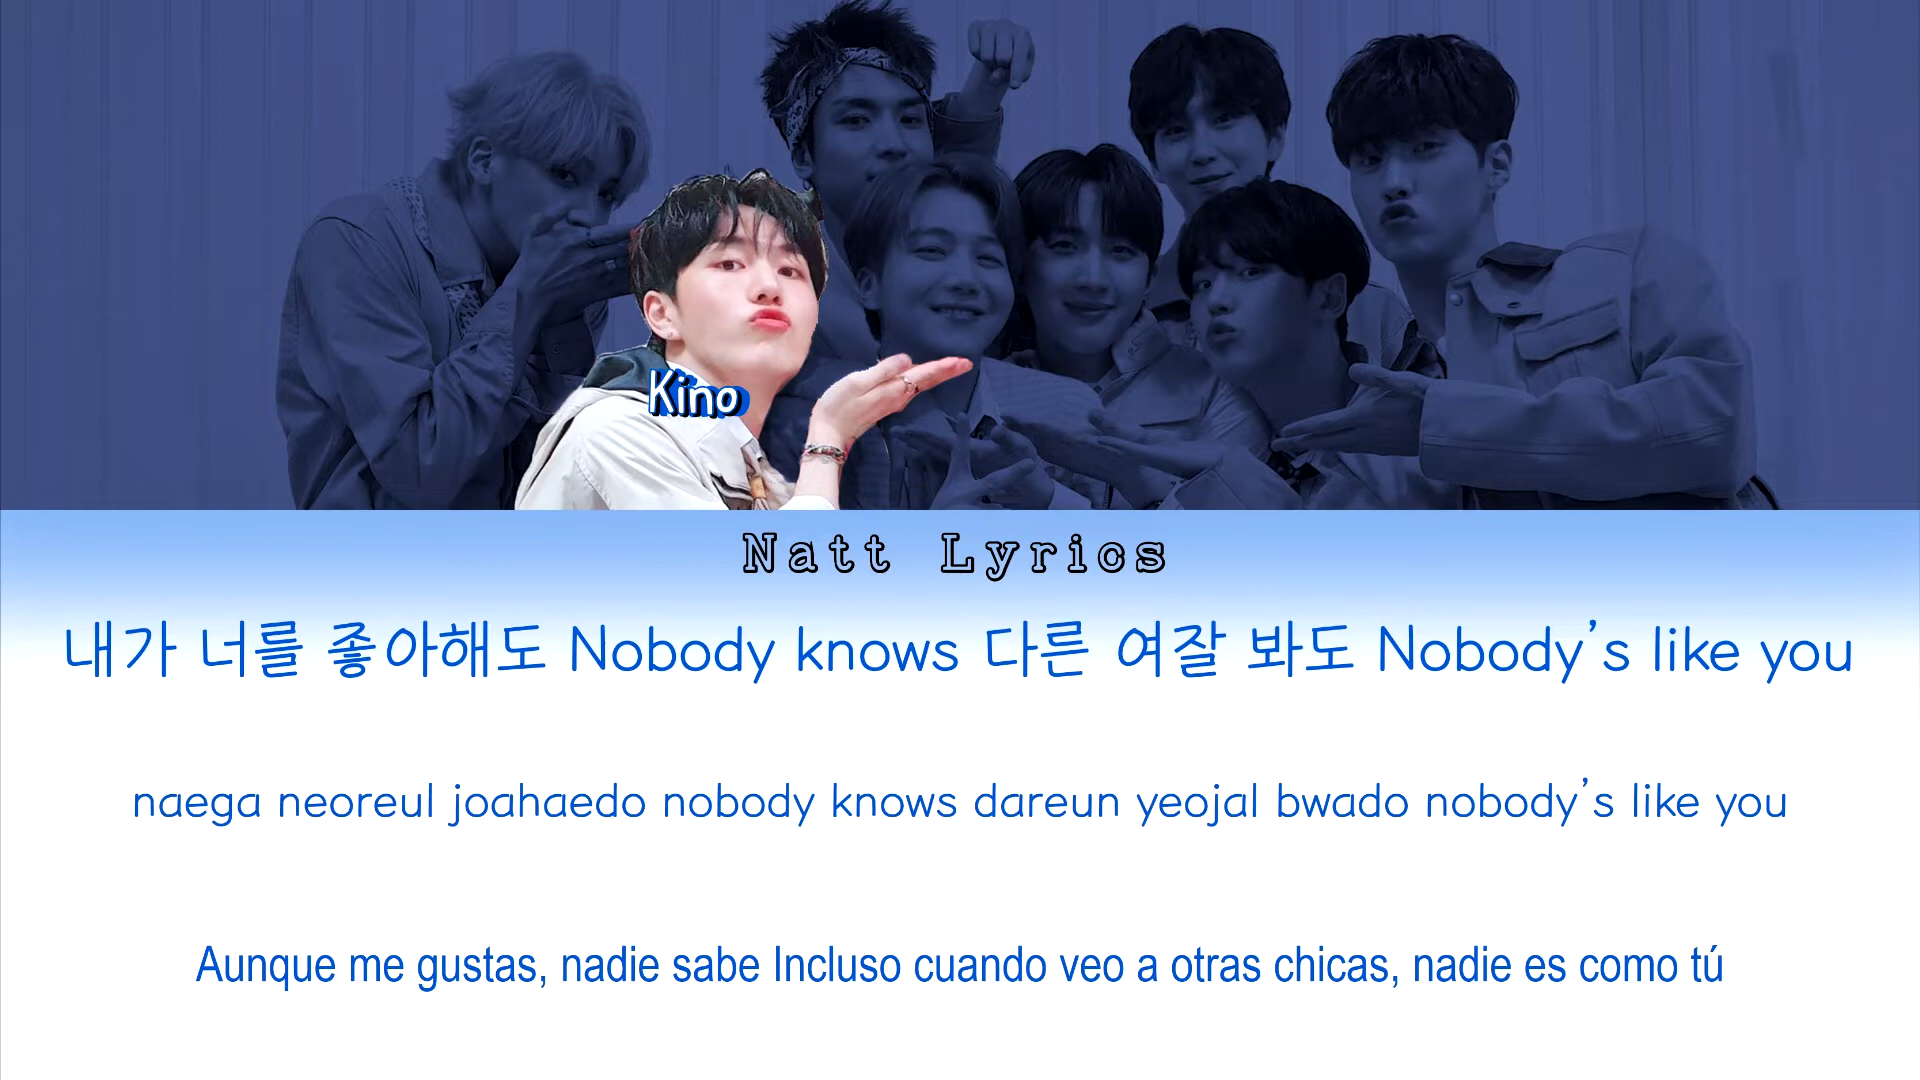 Kino
Natt Lyrics
내가 너를 좋아해도 Nobody knows 다른 여잘 봐도 Nobody’s like you
naega neoreul joahaedo nobody knows dareun yeojal bwado nobody’s like you
Aunque me gustas, nadie sabe Incluso cuando veo a otras chicas, nadie es como tú